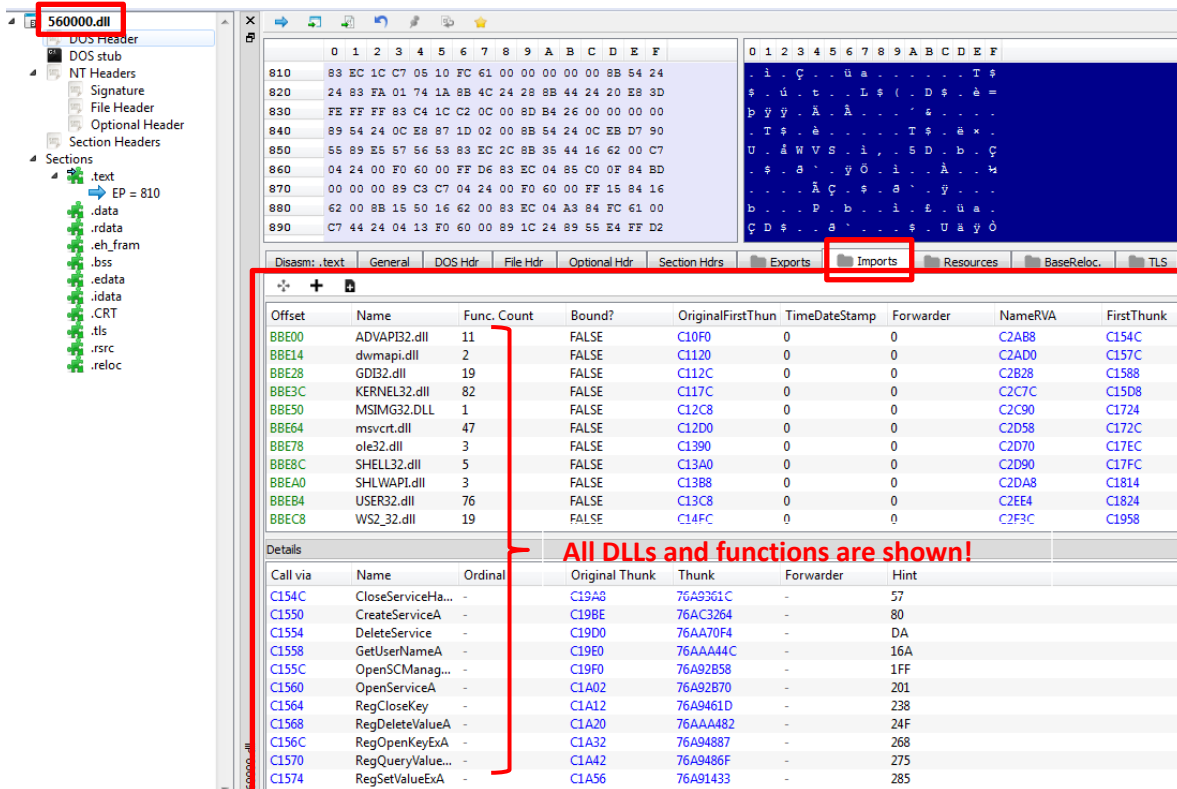 560000.dll
DOS Header
DOS stub
NT Headers
Signature
File Header
Optional Header
Section Headers
Sections
.text
EP = 810
.data
.rdata
.eh_fram
.bss
.edata
.idata
.CRT
.tls
.rsrc
.reloc
0 1 2 3 4 5 6 7 8 9 A B C D E F
810 83 EC 1C C7 05 10 FC 61 00 00 00 00 00 8B 54 24
820 24 83 FA 01 74 1A 8B 4C 24 28 8B 44 24 20 E8 3D
830 FE FF FF 83 C4 1C C2 0C 00 8D B4 26 00 00 00 00
840 89 54 24 0C E8 87 1D 02 00 8B 54 24 0C EB D7 90
850 55 89 E5 57 56 53 83 EC 2C 8B 35 44 16 62 00 C7
860 04 24 00 F0 60 00 FF D6 83 EC 04 85 C0 0F 84 BD
870 00 00 00 89 C3 C7 04 24 00 F0 60 00 FF 15 84 16
880 62 00 8B 15 50 16 62 00 83 EC 04 A3 84 FC 61 00
890 C7 44 24 04 13 F0 60 00 89 1C 24 89 55 E4 FF D2
0 1 2 3 4 5 6 7 8 9 A B C D E F
. ì . Ç . . ü a . . . . . . T $
$ . ú . t . . L $ ( . D $ . è =
þ ÿ ÿ . Ä . Â . . . ´ & . . . .
. T $ . è . . . . . T $ . ë × .
U . å W V S . ì , . 5 D . b . Ç
. $ . ð ` . ÿ Ö . ì . . À . . ½
. . . . Ã Ç . $ . ð ` . ÿ . . .
b . . . P . b . . ì . £ . ü a .
Ç D $ . . ð ` . . . $ . U ä ÿ Ò
Disasm: .text General DOS Hdr File Hdr Optional Hdr Section Hdrs Exports Imports Resources BaseReloc. TLS
Offset Name Func. Count Bound? OriginalFirstThun TimeDateStamp Forwarder NameRVA FirstThunk
BBE00 ADVAPI32.dll 11 FALSE C10F0 0 0 C2AB8 C154C
BBE14 dwmapi.dll 2 FALSE C1120 0 0 C2AD0 C157C
BBE28 GDI32.dll 19 FALSE C112C 0 0 C2B28 C1588
BBE3C KERNEL32.dll 82 FALSE C117C 0 0 C2C7C C15D8
BBE50 MSIMG32.DLL 1 FALSE C12C8 0 0 C2C90 C1724
BBE64 msvcrt.dll 47 FALSE C12D0 0 0 C2D58 C172C
BBE78 ole32.dll 3 FALSE C1390 0 0 C2D70 C17EC
BBE8C SHELL32.dll 5 FALSE C13A0 0 0 C2D90 C17FC
BBEA0 SHLWAPI.dll 3 FALSE C13B8 0 0 C2DA8 C1814
BBEB4 USER32.dll 76 FALSE C13C8 0 0 C2EE4 C1824
BBEC8 WS2_32.dll 19 FALSE C14FC 0 0 C2F3C C1958
Details
All DLLs and functions are shown!
Call via Name Ordinal Original Thunk Thunk Forwarder Hint
C154C CloseServiceHa... - C19A8 76A9361C - 57
C1550 CreateServiceA - C19BE 76AC3264 - 80
C1554 DeleteService - C19D0 76AA70F4 - DA
C1558 GetUserNameA - C19E0 76AAA44C - 16A
C155C OpenSCManag... - C19F0 76A92B58 - 1FF
C1560 OpenServiceA - C1A02 76A92B70 - 201
C1564 RegCloseKey - C1A12 76A9461D - 238
C1568 RegDeleteValueA - C1A20 76AAA482 - 24F
C156C RegOpenKeyExA - C1A32 76A94887 - 268
C1570 RegQueryValue... - C1A42 76A9486F - 275
C1574 RegSetValueExA - C1A56 76A91433 - 285